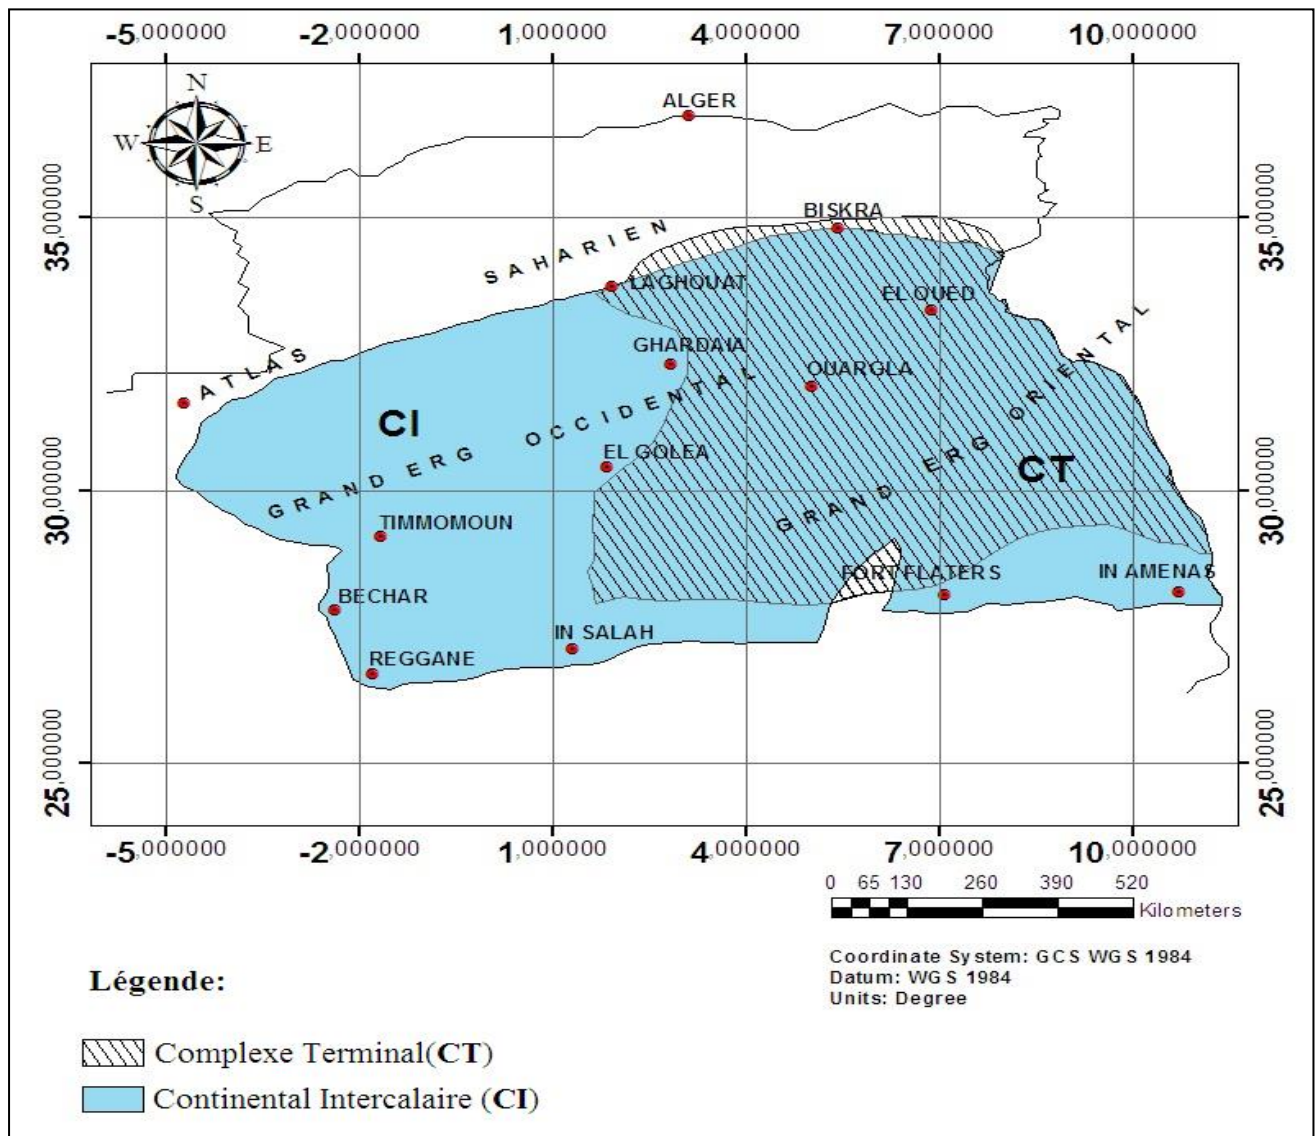 -5,000000 -2,000000 1,000000 4,000000 7,000000 10,000000
N
W E
S
ALGER
35,000000 35,000000
BISKRA
SAHARIEN
LAGHOUAT
EL OUED
GHARDAIA
OUARGLA
ATLAS
CI
GRAND ERG OCCIDENTAL
GRAND ERG ORIENTAL
EL GOLEA
CT
30,000000 30,000000
TIMMOMOUN
FORT FLATERS
IN AMENAS
BECHAR
IN SALAH
REGGANE
25,000000 25,000000
-5,000000 -2,000000 1,000000 4,000000 7,000000 10,000000
0 65 130 260 390 520
Kilometers
Coordinate System: GCS WGS 1984
Datum: WGS 1984
Units: Degree
Légende:
Complexe Terminal(CT)
Continental Intercalaire (CI)